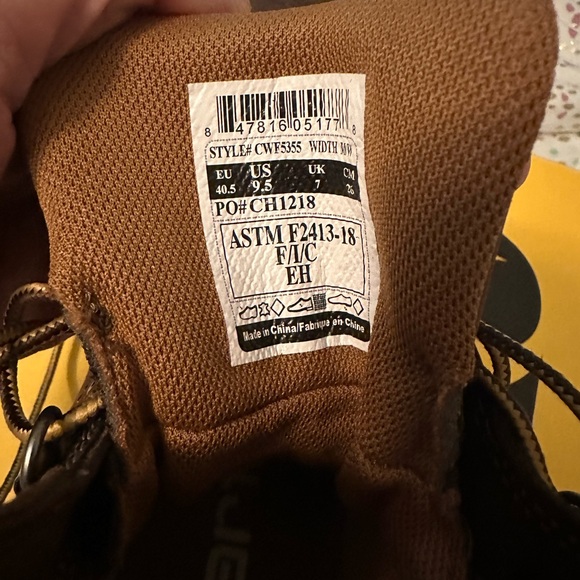 8 47816 05177 8
STYLE# CWF5355 WIDTH M/W
EU US UK CM
40.5 9.5 7 26
PO# CH1218
ASTM F2413-18
F/I/C
EH
Made in China/Fabriqué en Chine